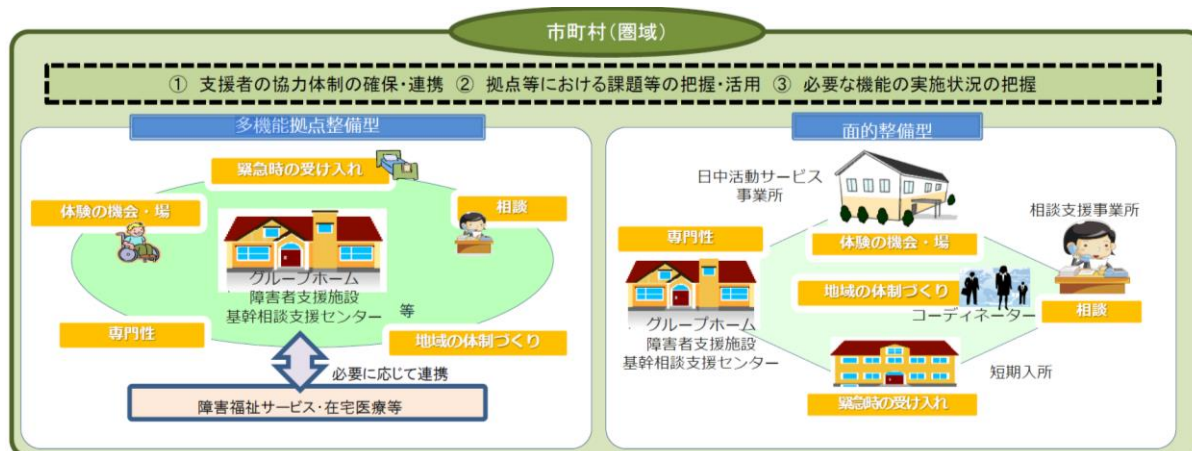 市町村(圏域)
① 支援者の協力体制の確保・連携 ② 拠点等における課題等の把握・活用 ③ 必要な機能の実施状況の把握
多機能拠点整備型
緊急時の受け入れ
体験の機会・場
相談
グループホーム
障害者支援施設
基幹相談支援センター
等
専門性
地域の体制づくり
必要に応じて連携
障害福祉サービス・在宅医療等
面的整備型
日中活動サービス
事業所
相談支援事業所
専門性
体験の機会・場
地域の体制づくり
コーディネーター
相談
グループホーム
障害者支援施設
基幹相談支援センター
短期入所
緊急時の受け入れ